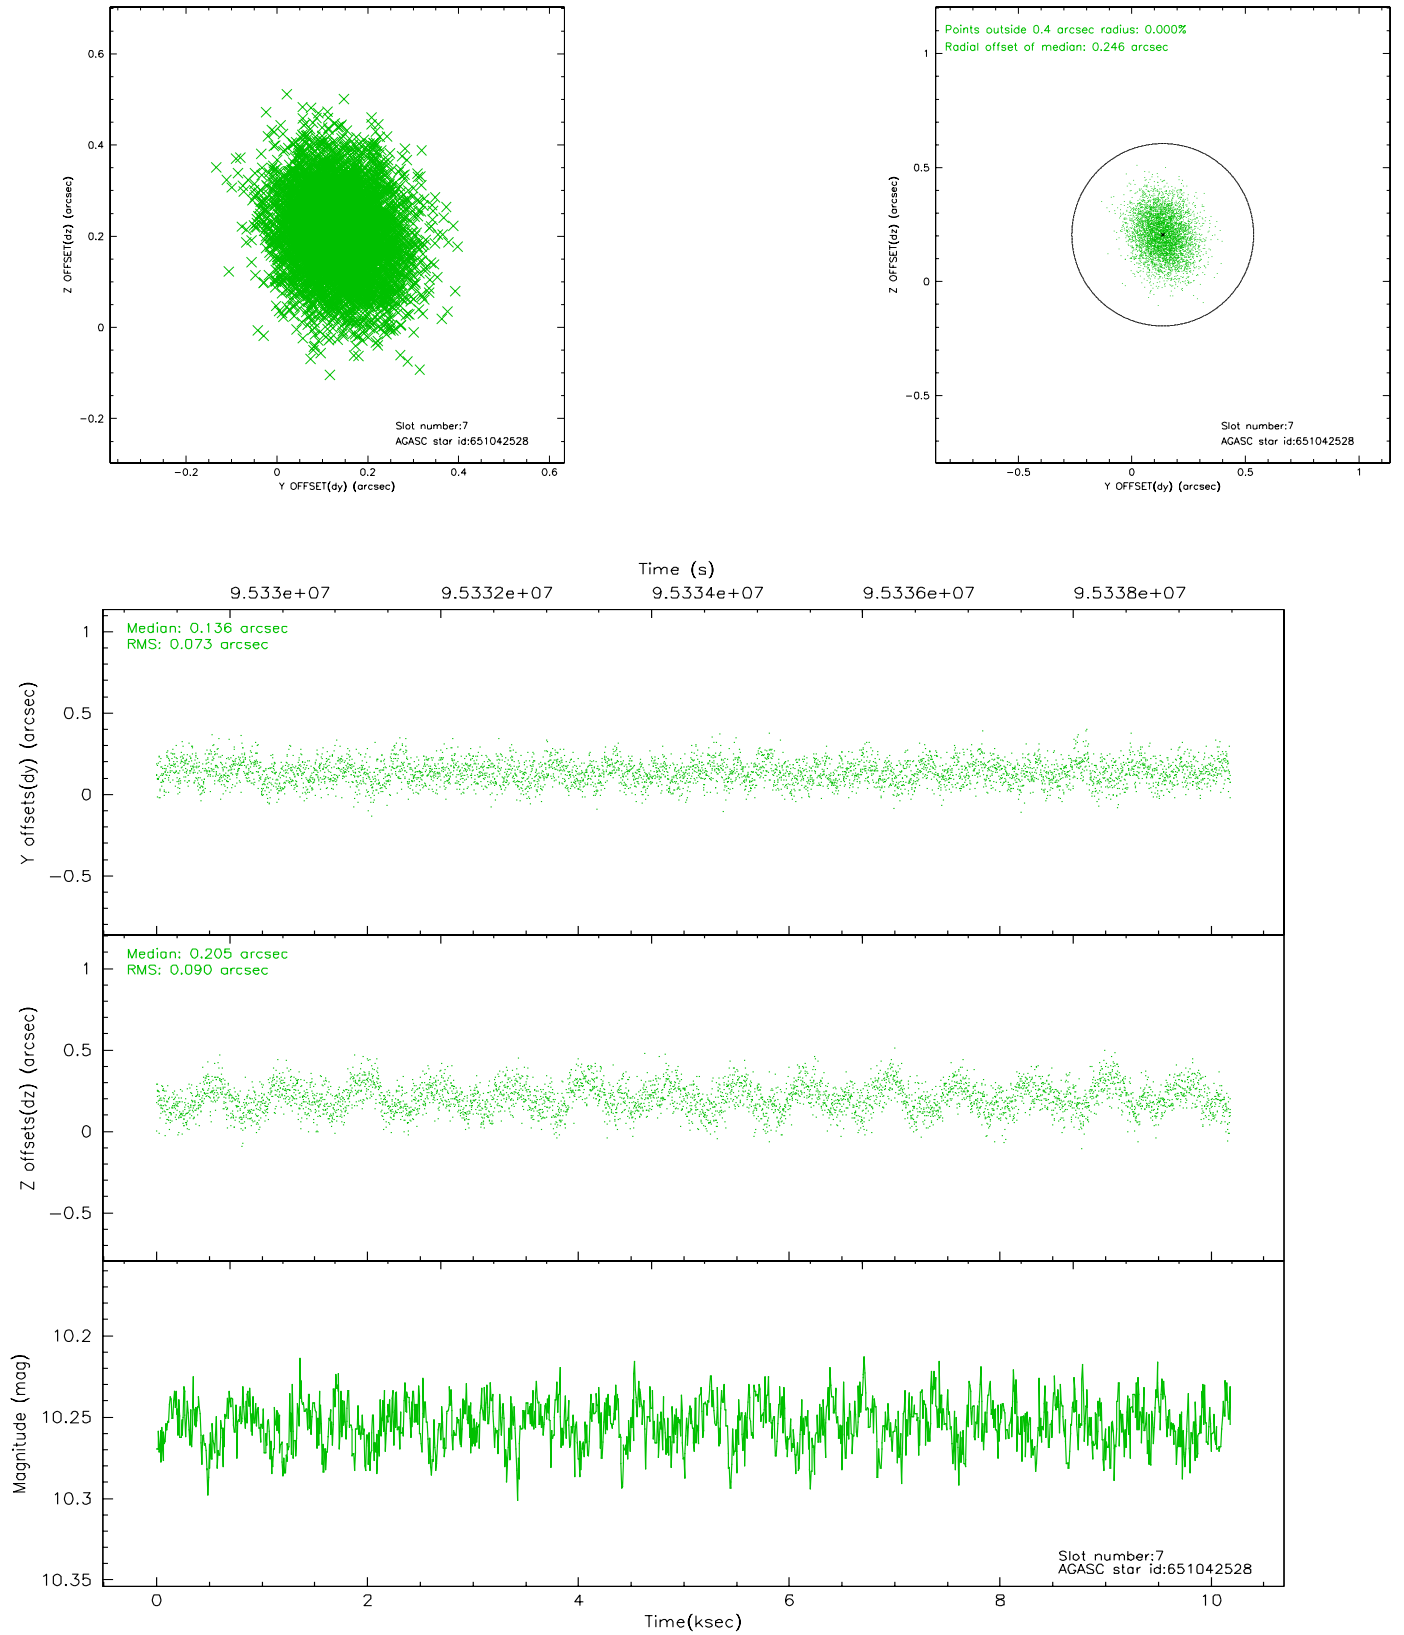 0.6
0.4
0.2
0
−0.2
Z OFFSET(dz) (arcsec)
Slot number:7
AGASC star id:651042528
−0.2 0 0.2 0.4 0.6
Y OFFSET(dy) (arcsec)
Points outside 0.4 arcsec radius: 0.000%
Radial offset of median: 0.246 arcsec
1
0.5
0
−0.5
Z OFFSET(dz) (arcsec)
Slot number:7
AGASC star id:651042528
−0.5 0 0.5 1
Y OFFSET(dy) (arcsec)
Time (s)
9.533e+07 9.5332e+07 9.5334e+07 9.5336e+07 9.5338e+07
Median: 0.136 arcsec
RMS: 0.073 arcsec
1
0.5
0
−0.5
Y offsets(dy) (arcsec)
Median: 0.205 arcsec
RMS: 0.090 arcsec
1
0.5
0
−0.5
Z offsets(dz) (arcsec)
10.2
10.25
10.3
10.35
Magnitude (mag)
Slot number:7
AGASC star id:651042528
0 2 4 6 8 10
Time(ksec)